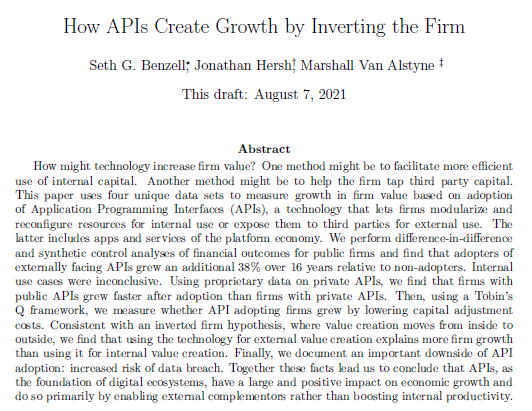 How APIs Create Growth by Inverting the Firm
Seth G. Benzell*, Jonathan Hersh†, Marshall Van Alstyne ‡
This draft: August 7, 2021
Abstract
How might technology increase firm value? One method might be to facilitate more efficient
use of internal capital. Another method might be to help the firm tap third party capital.
This paper uses four unique data sets to measure growth in firm value based on adoption
of Application Programming Interfaces (APIs), a technology that lets firms modularize and
reconfigure resources for internal use or expose them to third parties for external use. The
latter includes apps and services of the platform economy. We perform difference-in-difference
and synthetic control analyses of financial outcomes for public firms and find that adopters of
externally facing APIs grew an additional 38% over 16 years relative to non-adopters. Internal
use cases were inconclusive. Using proprietary data on private APIs, we find that firms with
public APIs grew faster after adoption than firms with private APIs. Then, using a Tobin's
Q framework, we measure whether API adopting firms grew by lowering capital adjustment
costs. Consistent with an inverted firm hypothesis, where value creation moves from inside to
outside, we find that using the technology for external value creation explains more firm growth
than using it for internal value creation. Finally, we document an important downside of API
adoption: increased risk of data breach. Together these facts lead us to conclude that APIs, as
the foundation of digital ecosystems, have a large and positive impact on economic growth and
do so primarily by enabling external complementors rather than boosting internal productivity.